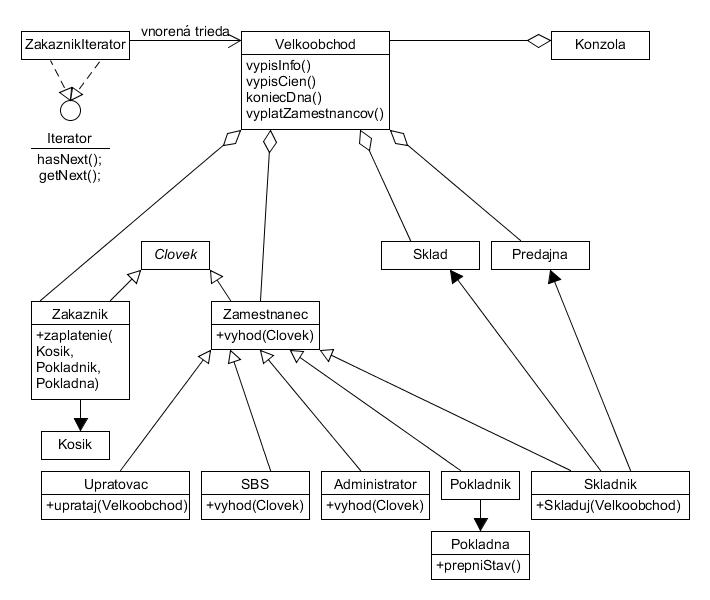 vnorená trieda
ZakaznikIterator
Velkoobchod
Konzola
vypisInfo()
vypisCien()
koniecDna()
vyplatZamestnancov()
Iterator
hasNext();
getNext();
Clovek
Sklad
Predajna
Zakaznik
+zaplatenie(
Kosik,
Pokladnik,
Pokladna)
Zamestnanec
+vyhod(Clovek)
Kosik
Upratovac
+uprataj(Velkoobchod)
SBS
+vyhod(Clovek)
Administrator
+vyhod(Clovek)
Pokladnik
Skladnik
+Skladuj(Velkoobchod)
Pokladna
+prepniStav()